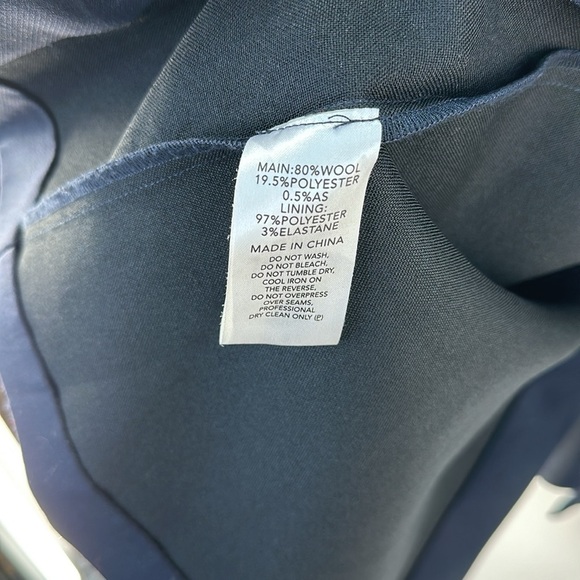 MAIN:80%WOOL
19.5%POLYESTER
0.5%AS
LINING:
97%POLYESTER
3%ELASTANE
MADE IN CHINA
DO NOT WASH,
DO NOT BLEACH,
DO NOT TUMBLE DRY,
COOL IRON ON
THE REVERSE,
DO NOT OVERPRESS
OVER SEAMS,
PROFESSIONAL
DRY CLEAN ONLY Ⓟ